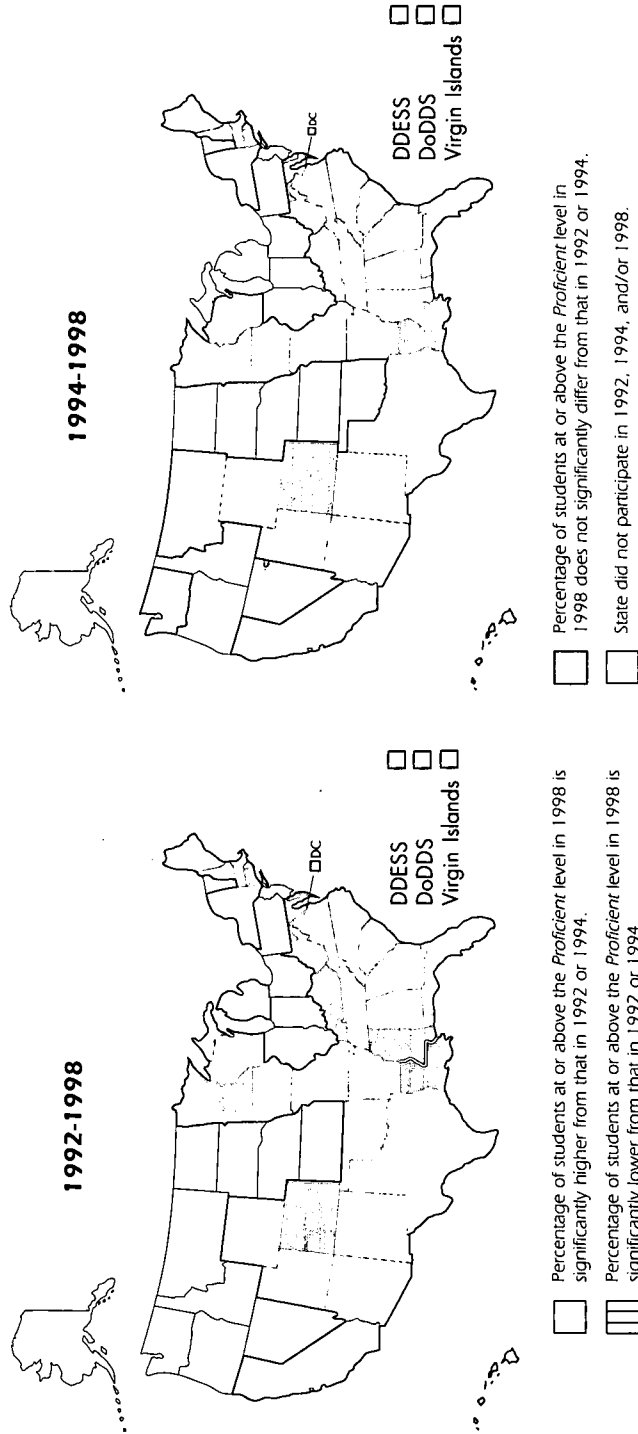 1992-1998
DC
DDESS
DoDDS
Virgin Islands
Percentage of students at or above the Proficient level in 1998 is
significantly higher from that in 1992 or 1994.
Percentage of students at or above the Proficient level in 1998 is
significantly lower from that in 1992 or 1994.
1994-1998
DC
DDESS
DoDDS
Virgin Islands
Percentage of students at or above the Proficient level in
1998 does not significantly differ from that in 1992 or 1994.
State did not participate in 1992, 1994, and/or 1998.